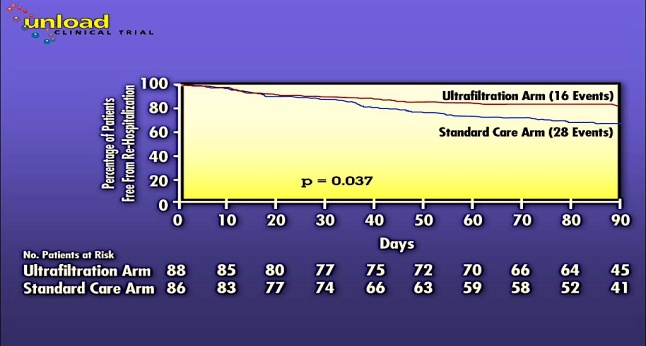 unload
CLINICAL TRIAL
Percentage of Patients
Free From Re-Hospitalization
100
80
60
40
20
0
Ultrafiltration Arm (16 Events)
Standard Care Arm (28 Events)
p = 0.037
0 10 20 30 40 50 60 70 80 90
Days
No. Patients at Risk
Ultrafiltration Arm 88 85 80 77 75 72 70 66 64 45
Standard Care Arm 86 83 77 74 66 63 59 58 52 41